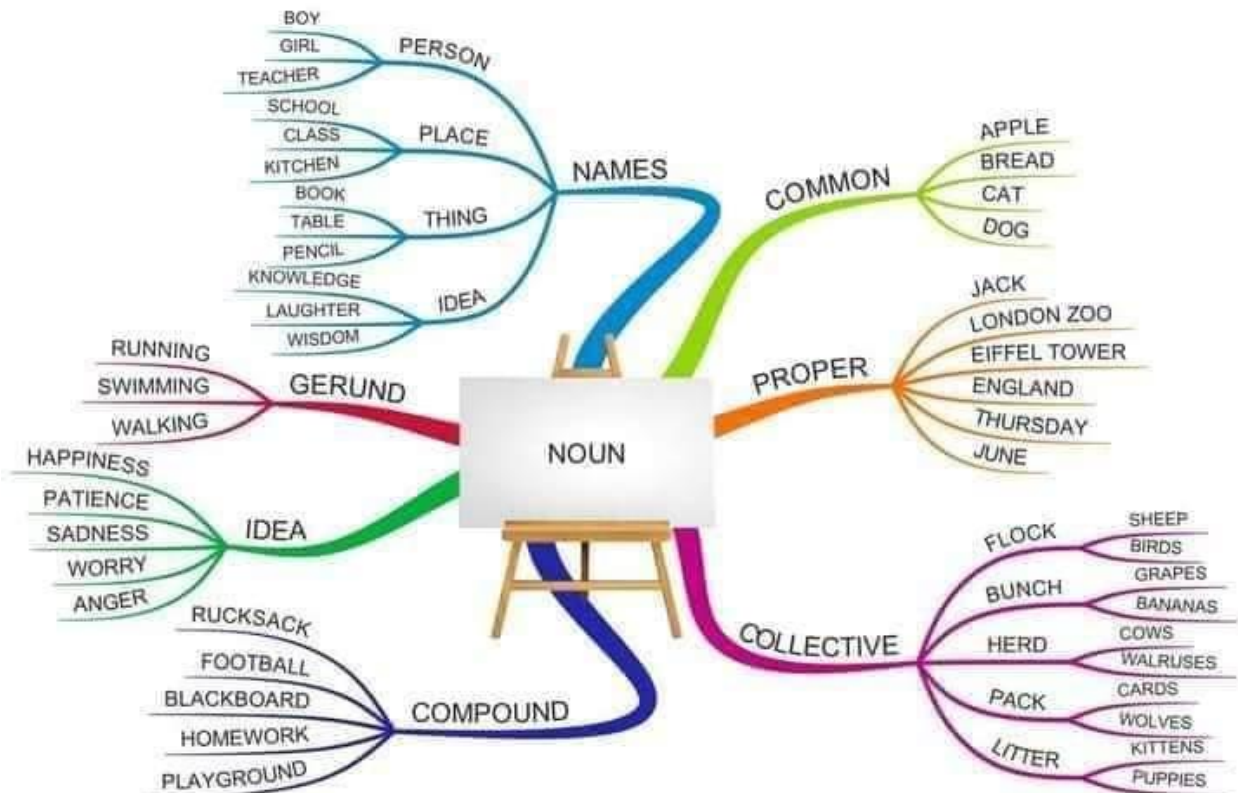 NOUN
NAMES
PERSON
BOY
GIRL
TEACHER
PLACE
SCHOOL
CLASS
KITCHEN
THING
BOOK
TABLE
PENCIL
IDEA
KNOWLEDGE
LAUGHTER
WISDOM
COMMON
APPLE
BREAD
CAT
DOG
PROPER
JACK
LONDON ZOO
EIFFEL TOWER
ENGLAND
THURSDAY
JUNE
COLLECTIVE
FLOCK
SHEEP
BIRDS
BUNCH
GRAPES
BANANAS
HERD
COWS
WALRUSES
PACK
CARDS
WOLVES
LITTER
KITTENS
PUPPIES
COMPOUND
RUCKSACK
FOOTBALL
BLACKBOARD
HOMEWORK
PLAYGROUND
IDEA
HAPPINESS
PATIENCE
SADNESS
WORRY
ANGER
GERUND
RUNNING
SWIMMING
WALKING